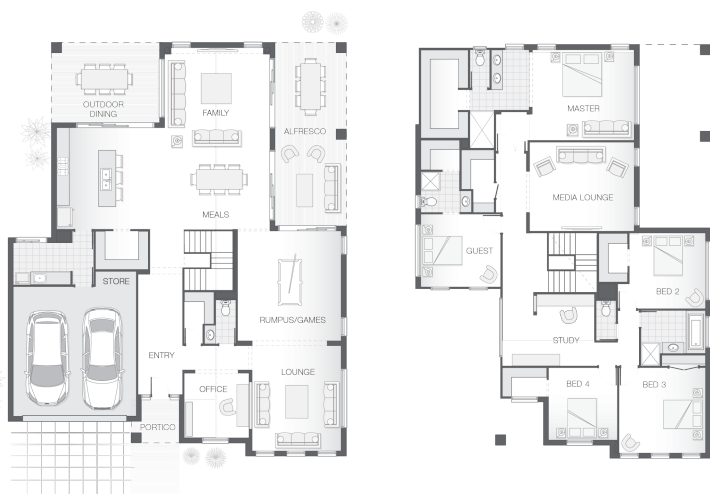 OUTDOOR
DINING
FAMILY
ALFRESCO
MEALS
STORE
RUMPUS/GAMES
ENTRY
LOUNGE
OFFICE
PORTICO
MASTER
MEDIA LOUNGE
GUEST
BED 2
STUDY
BED 4
BED 3